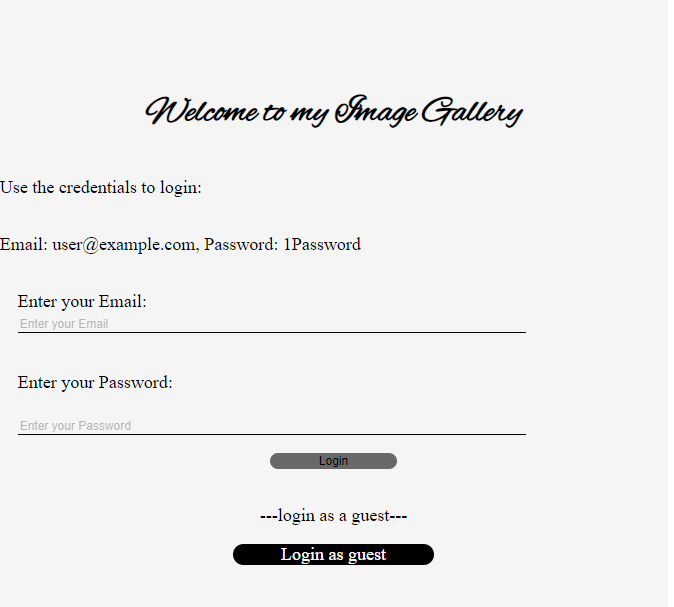 Welcome to my Image Gallery
Use the credentials to login:
Email: user@example.com, Password: 1Password
Enter your Email:
Enter your Email
Enter your Password:
Enter your Password
Login
---login as a guest---
Login as guest